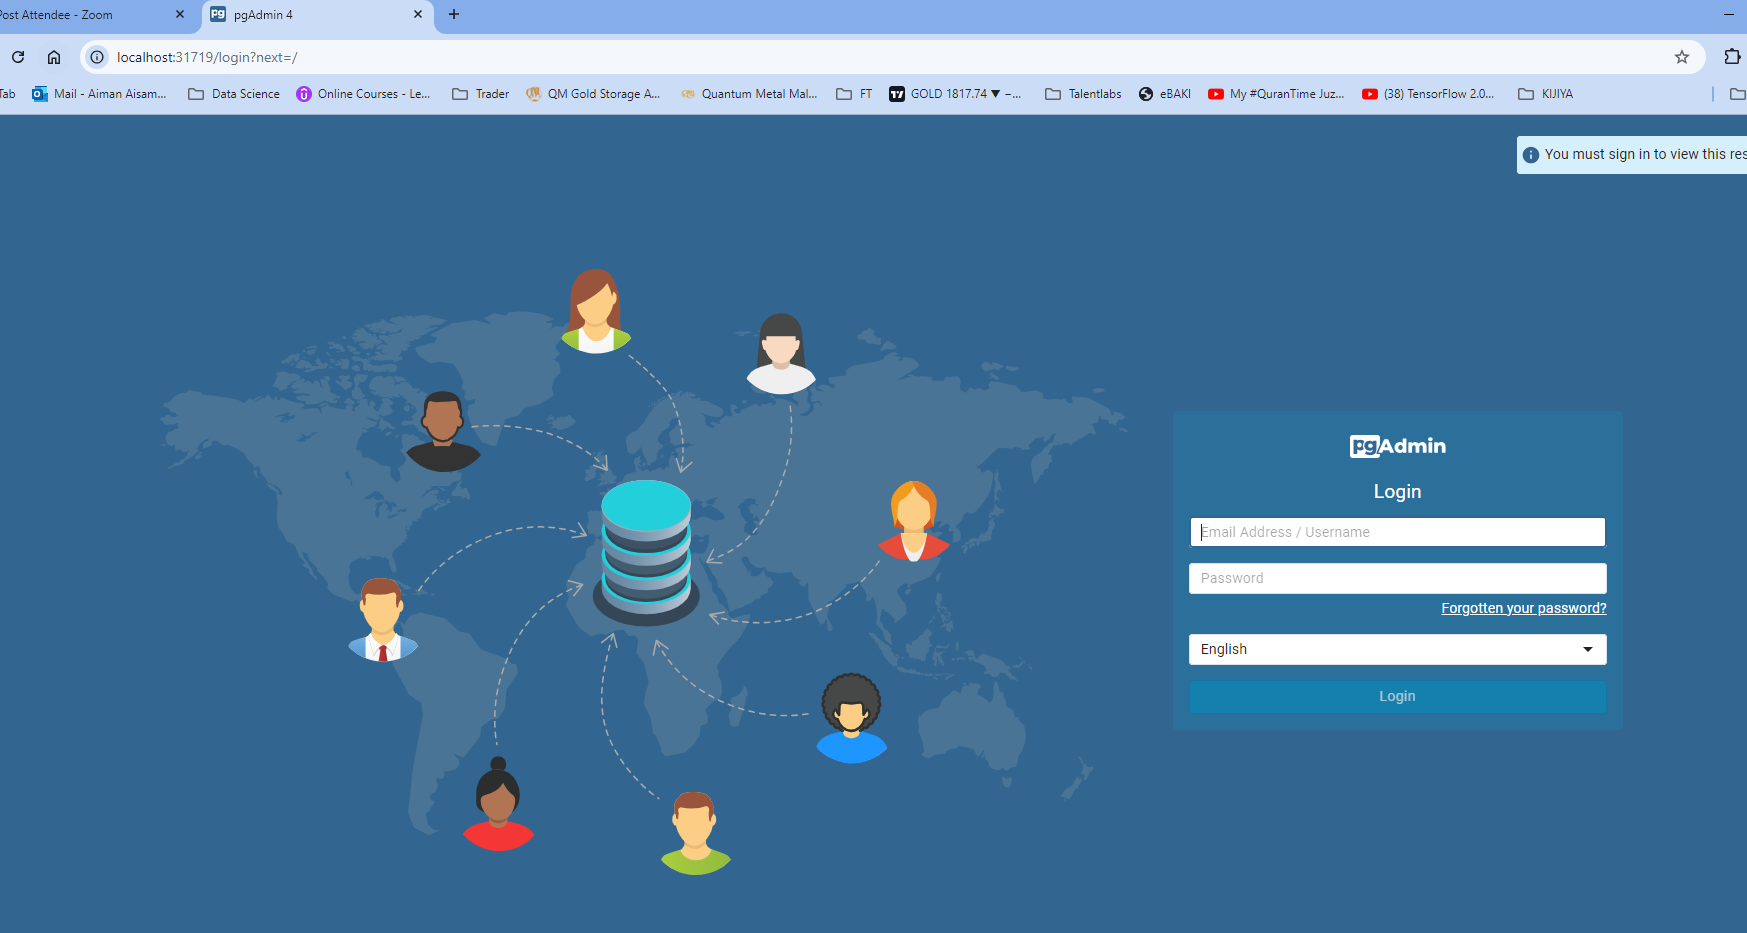 Post Attendee - Zoom
pgAdmin 4
localhost:31719/login?next=/
Tab Mail - Aiman Aisam... Data Science Online Courses - Le... Trader QM Gold Storage A... Quantum Metal Mal... FT GOLD 1817.74 ▼ −... Talentlabs eBAKI My #QuranTime Juz... (38) TensorFlow 2.0... KIJIYA
You must sign in to view this res
pgAdmin
Login
Email Address / Username
Password
Forgotten your password?
English
Login